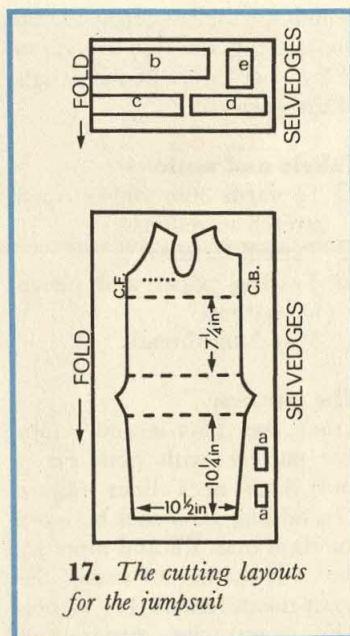 b
e
c
d
FOLD
SELVEDGES
C.F.
C.B.
7¼in
FOLD
SELVEDGES
a
a
10¼in
10½in
17. The cutting layouts
for the jumpsuit